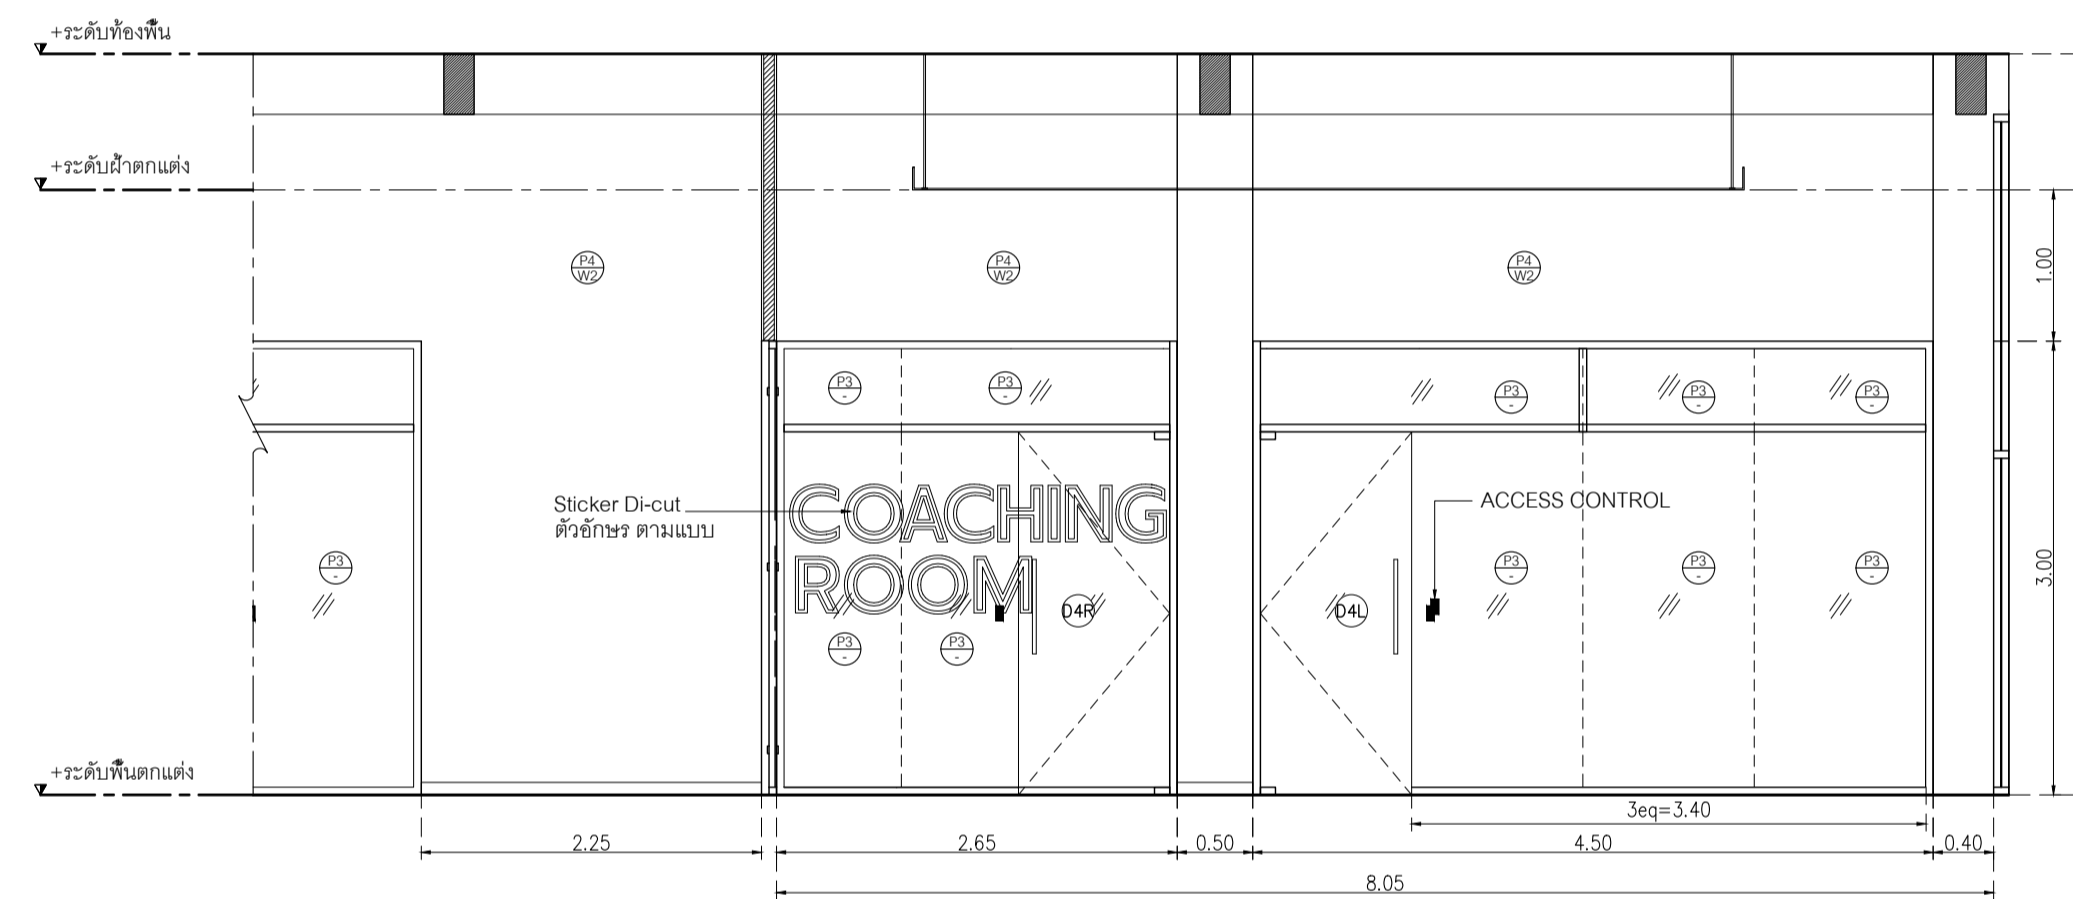 +ระดับท้องพื้น
+ระดับฝ้าตกแต่ง
P4
W2
P4
W2
P4
W2
1.00
P3
-
P3
-
P3
-
P3
-
P3
-
Sticker Di-cut
ตัวอักษร ตามแบบ
COACHING
ROOM
ACCESS CONTROL
P3
-
P3
-
P3
-
P3
-
3.00
D4R
D4L
P3
-
P3
-
+ระดับพื้นตกแต่ง
3eq=3.40
2.25
2.65
0.50
4.50
0.40
8.05